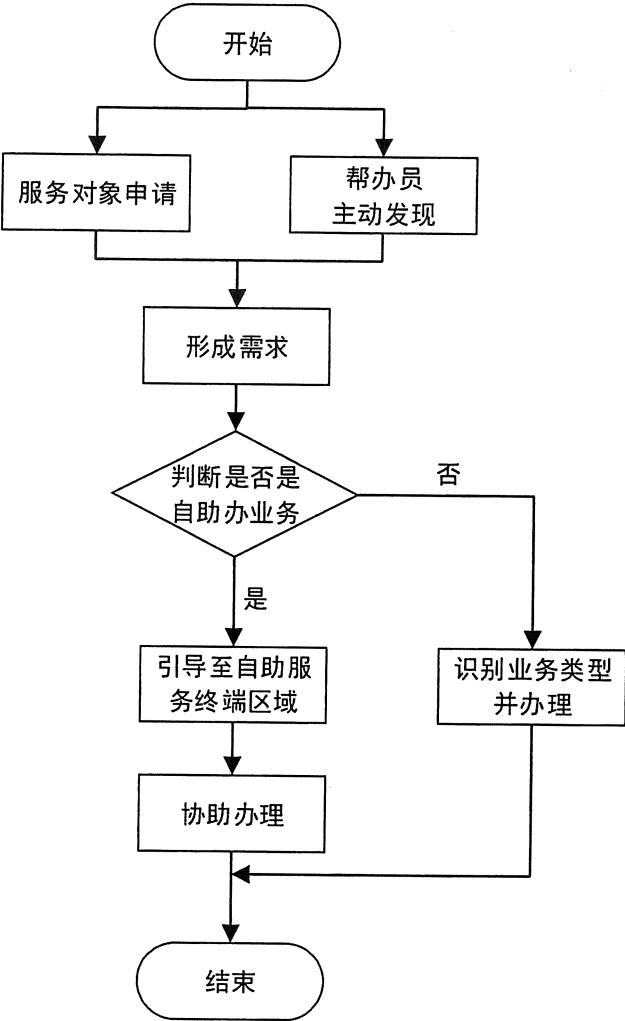 开始
服务对象申请
帮办员
主动发现
形成需求
判断是否是
自助办业务
否
是
引导至自助服
务终端区域
识别业务类型
并办理
协助办理
结束